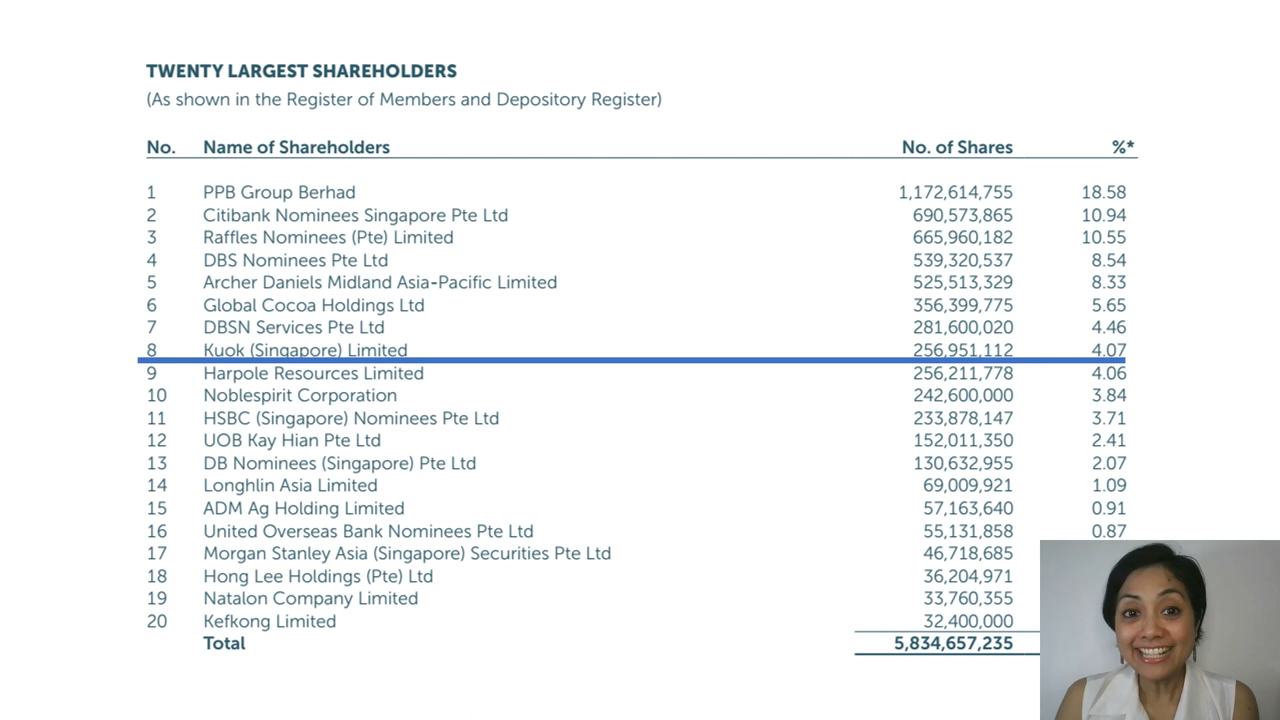 TWENTY LARGEST SHAREHOLDERS
(As shown in the Register of Members and Depository Register)
No. Name of Shareholders No. of Shares %*
1 PPB Group Berhad 1,172,614,755 18.58
2 Citibank Nominees Singapore Pte Ltd 690,573,865 10.94
3 Raffles Nominees (Pte) Limited 665,960,182 10.55
4 DBS Nominees Pte Ltd 539,320,537 8.54
5 Archer Daniels Midland Asia-Pacific Limited 525,513,329 8.33
6 Global Cocoa Holdings Ltd 356,399,775 5.65
7 DBSN Services Pte Ltd 281,600,020 4.46
8 Kuok (Singapore) Limited 256,951,112 4.07
9 Harpole Resources Limited 256,211,778 4.06
10 Noblespirit Corporation 242,600,000 3.84
11 HSBC (Singapore) Nominees Pte Ltd 233,878,147 3.71
12 UOB Kay Hian Pte Ltd 152,011,350 2.41
13 DB Nominees (Singapore) Pte Ltd 130,632,955 2.07
14 Longhlin Asia Limited 69,009,921 1.09
15 ADM Ag Holding Limited 57,163,640 0.91
16 United Overseas Bank Nominees Pte Ltd 55,131,858 0.87
17 Morgan Stanley Asia (Singapore) Securities Pte Ltd 46,718,685
18 Hong Lee Holdings (Pte) Ltd 36,204,971
19 Natalon Company Limited 33,760,355
20 Kefkong Limited 32,400,000
Total 5,834,657,235